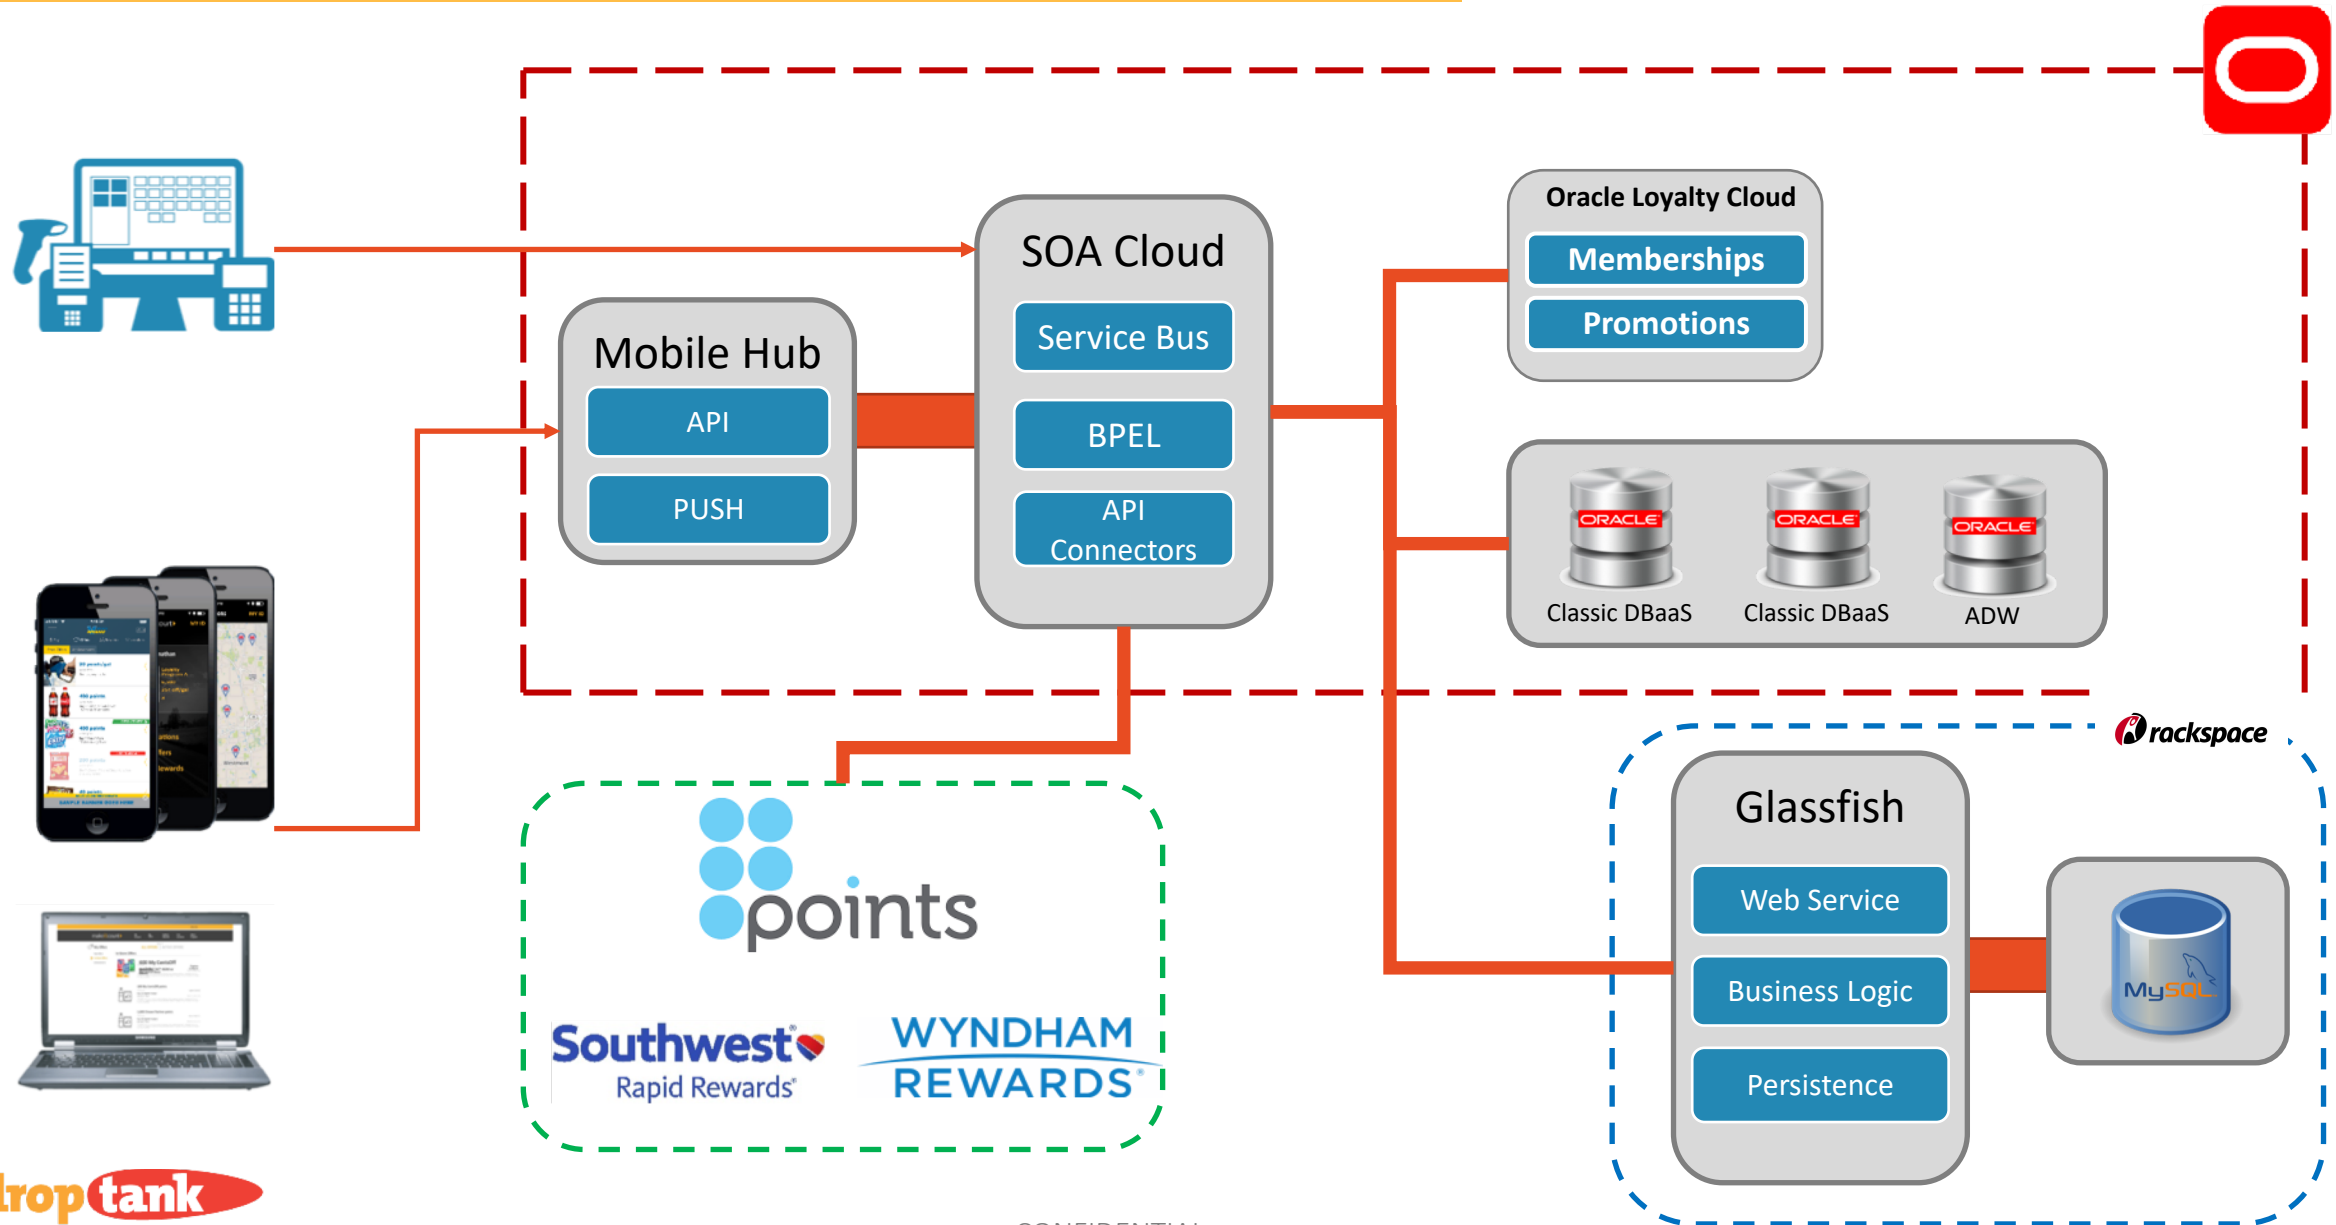 SOA Cloud
Service Bus
BPEL
API
Connectors
Mobile Hub
API
PUSH
Oracle Loyalty Cloud
Memberships
Promotions
ORACLE
ORACLE
ORACLE
Classic DBaaS
Classic DBaaS
ADW
rackspace
Glassfish
Web Service
Business Logic
Persistence
MySQL
points
Southwest®
Rapid Rewards®
WYNDHAM
REWARDS®
droptank
CONFIDENTIAL